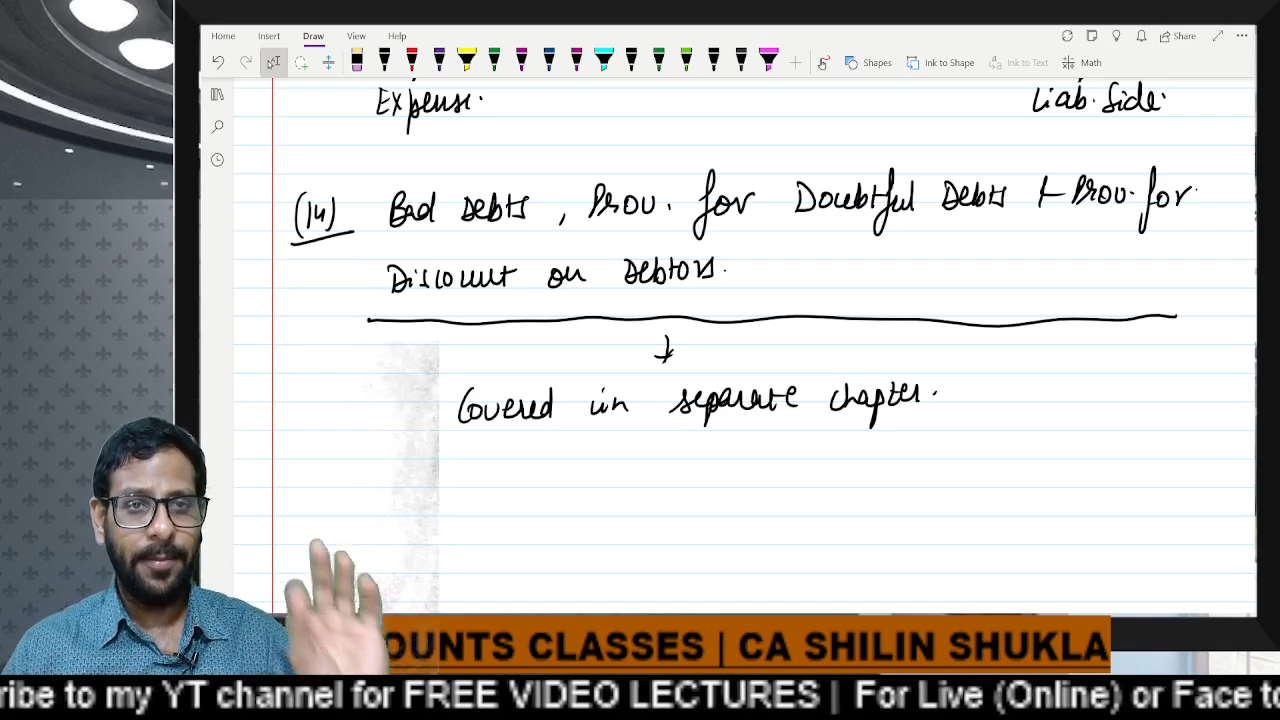 Home Insert Draw View Help
Share
Shapes Ink to Shape Ink to Text Math
Expense. Liab. Side.
(14) Bad Debts, Prov. for Doubtful Debts & Prov. for
Discount on Debtors.
Covered in separate chapter.
OUNTS CLASSES | CA SHILIN SHUKLA
ribe to my YT channel for FREE VIDEO LECTURES | For Live (Online) or Face to